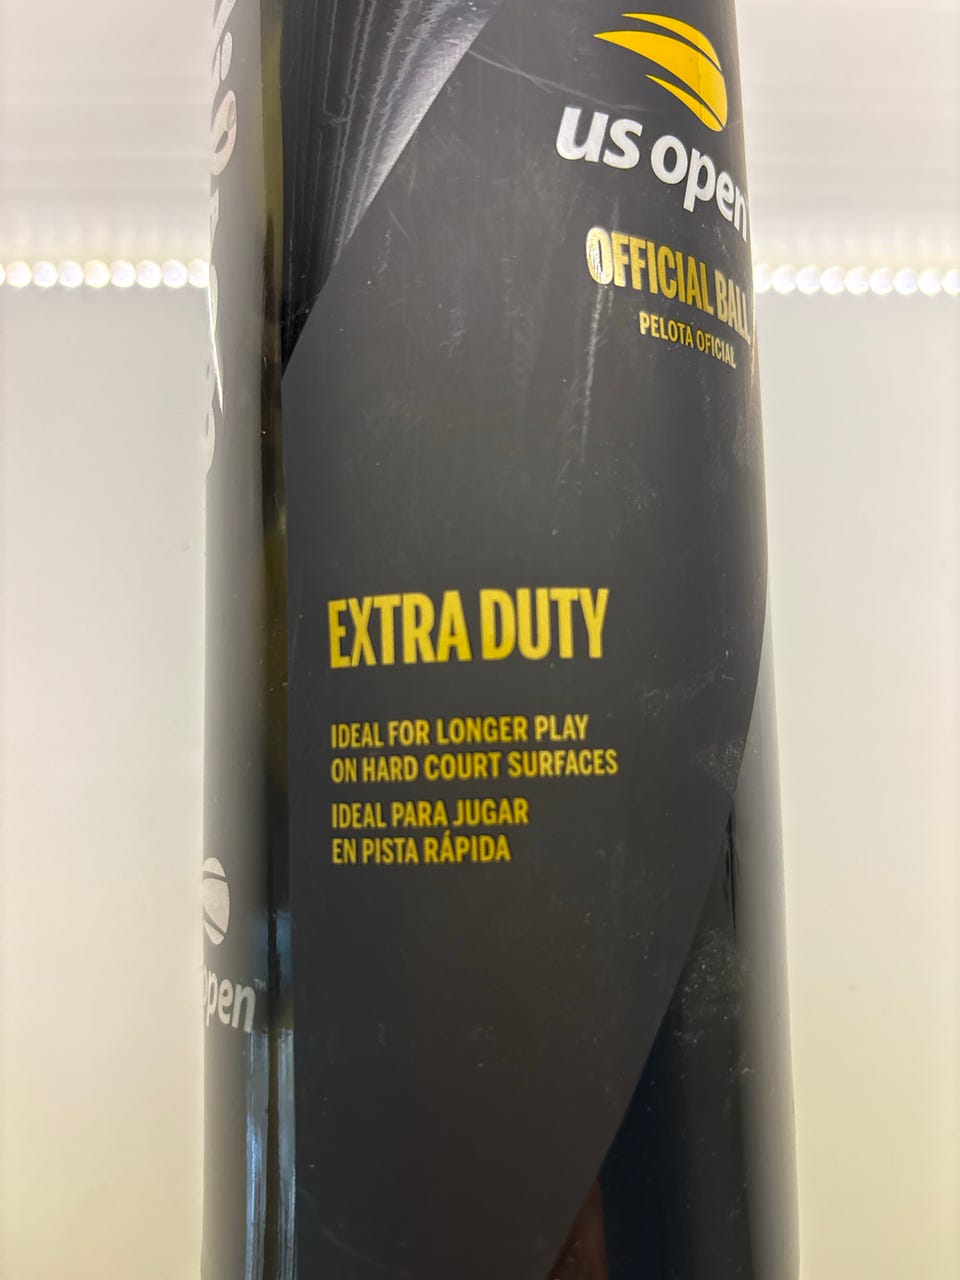 us open
OFFICIAL BALL
PELOTA OFICIAL
EXTRA DUTY
IDEAL FOR LONGER PLAY
ON HARD COURT SURFACES
IDEAL PARA JUGAR
EN PISTA RÁPIDA
open™